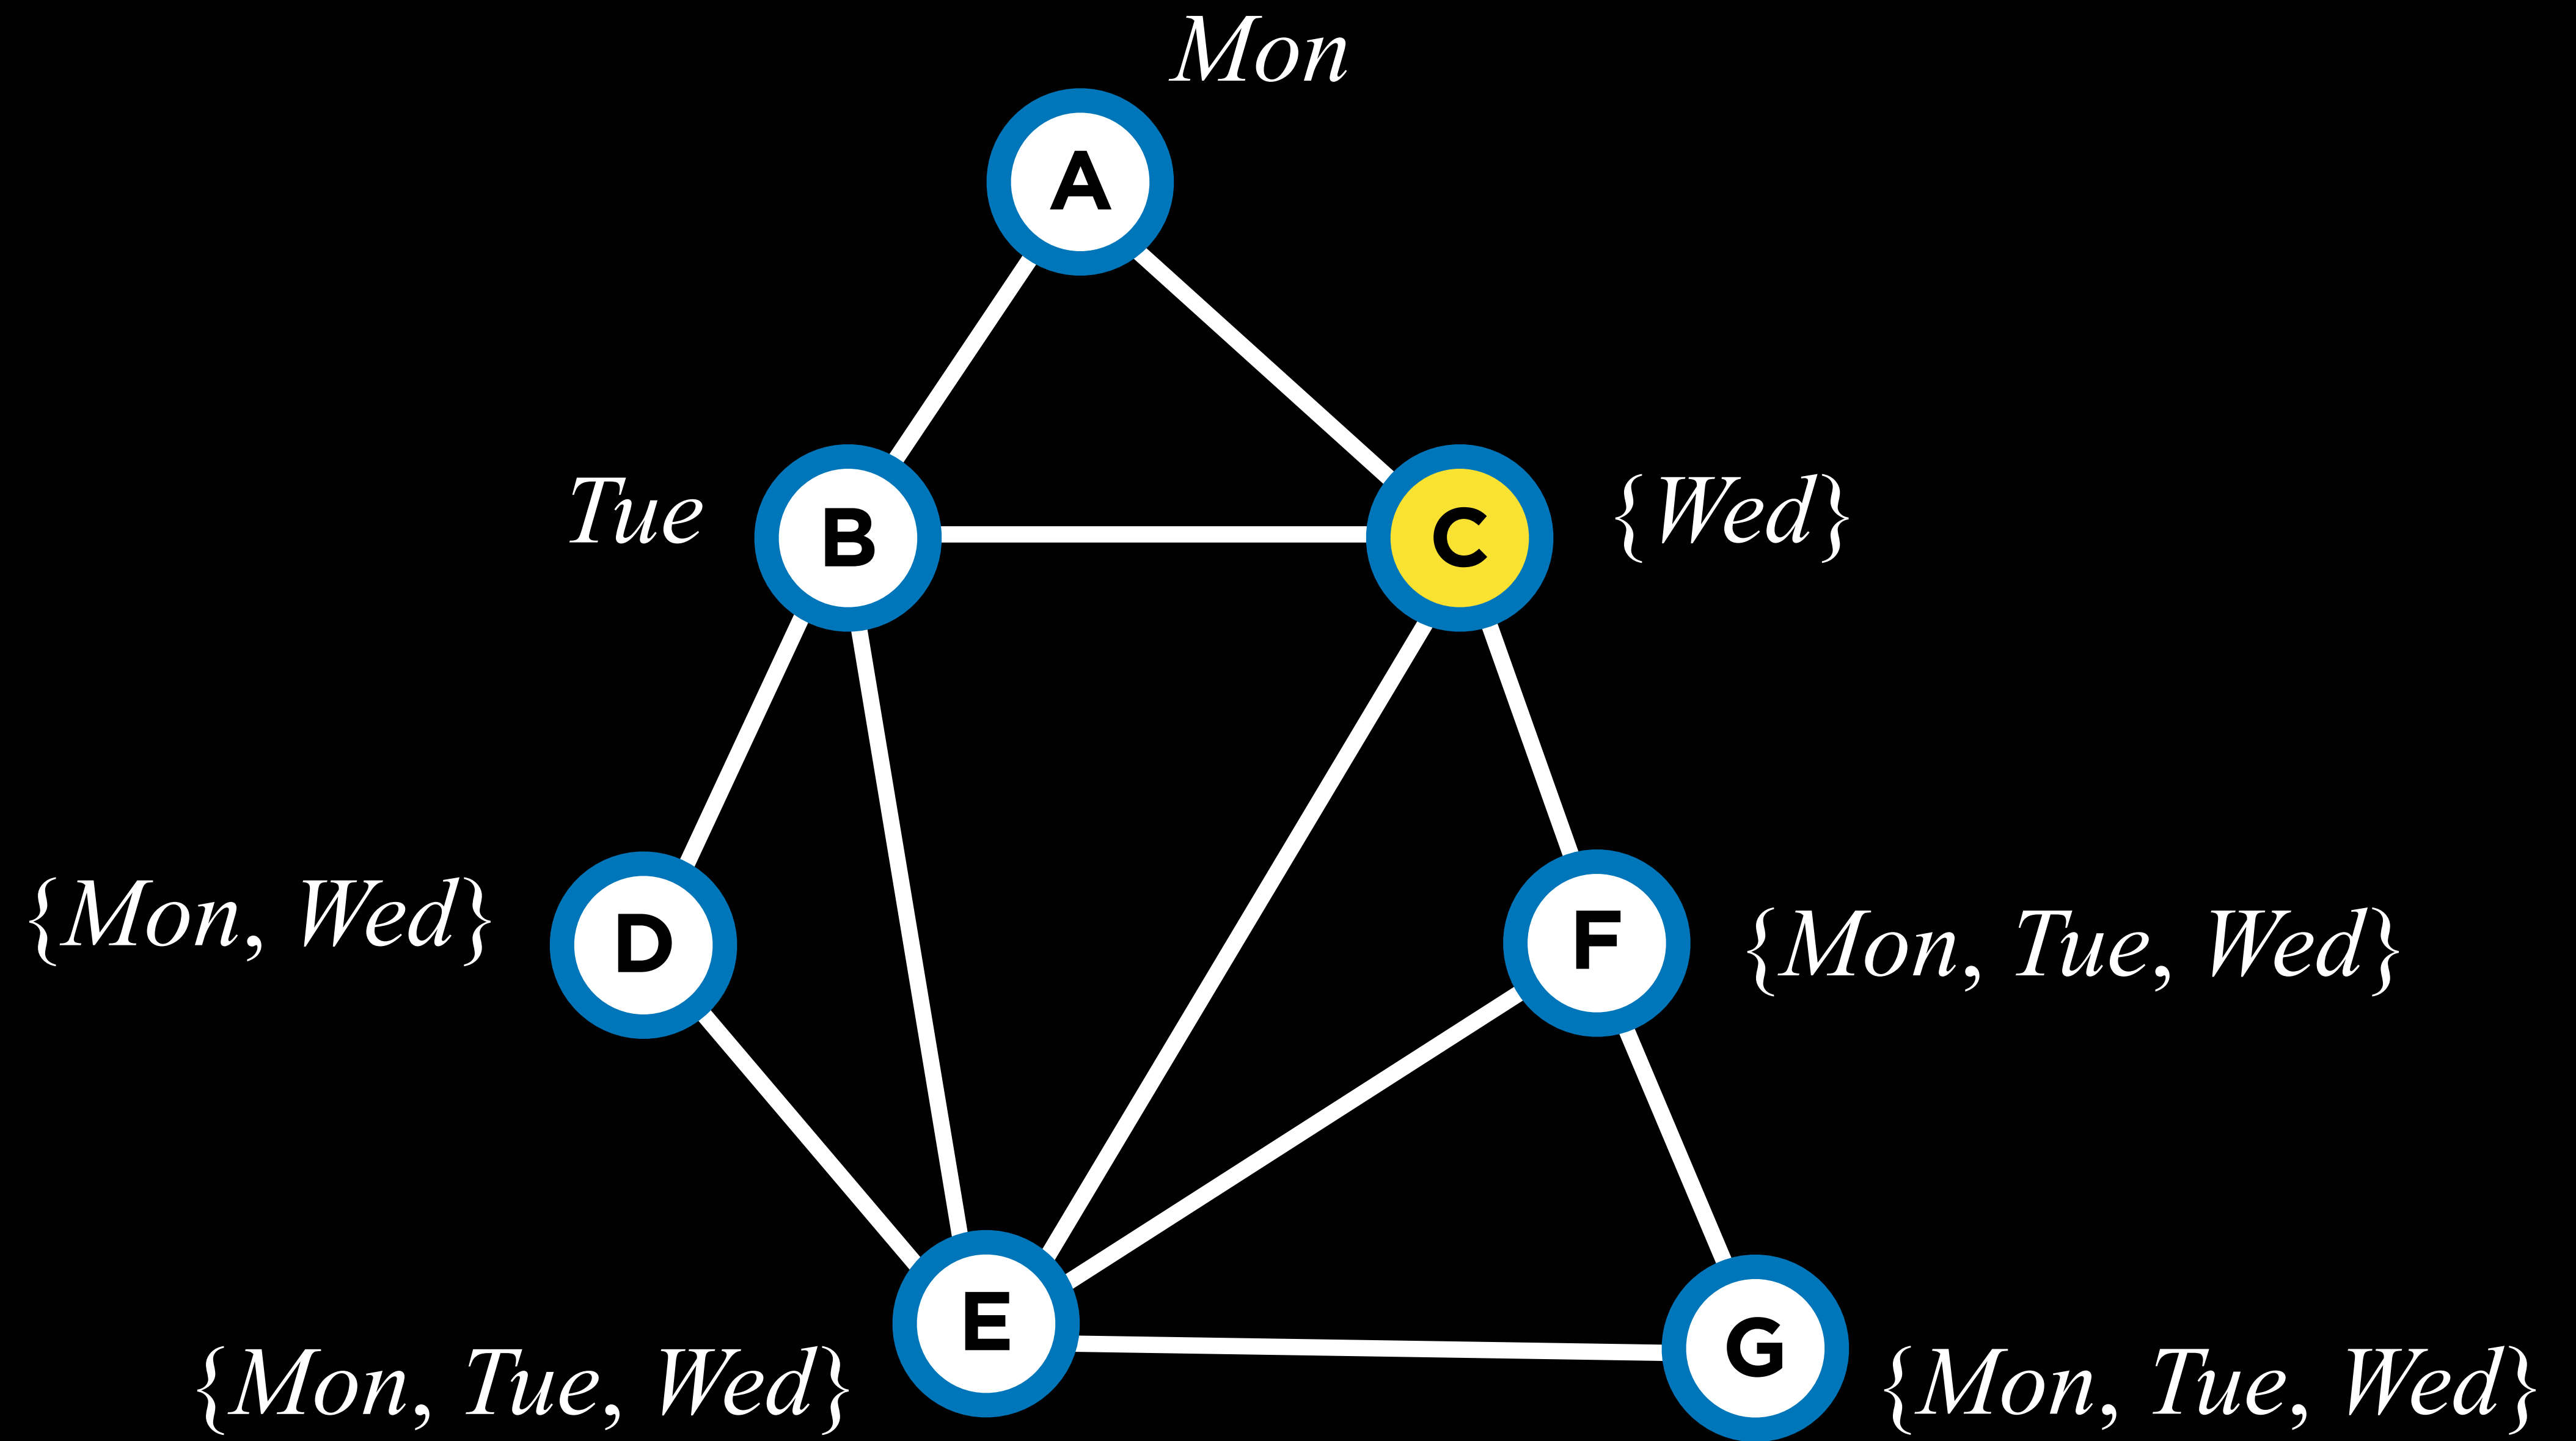 Mon
A
Tue
B
C
{Wed}
{Mon, Wed}
D
F
{Mon, Tue, Wed}
E
{Mon, Tue, Wed}
G
{Mon, Tue, Wed}